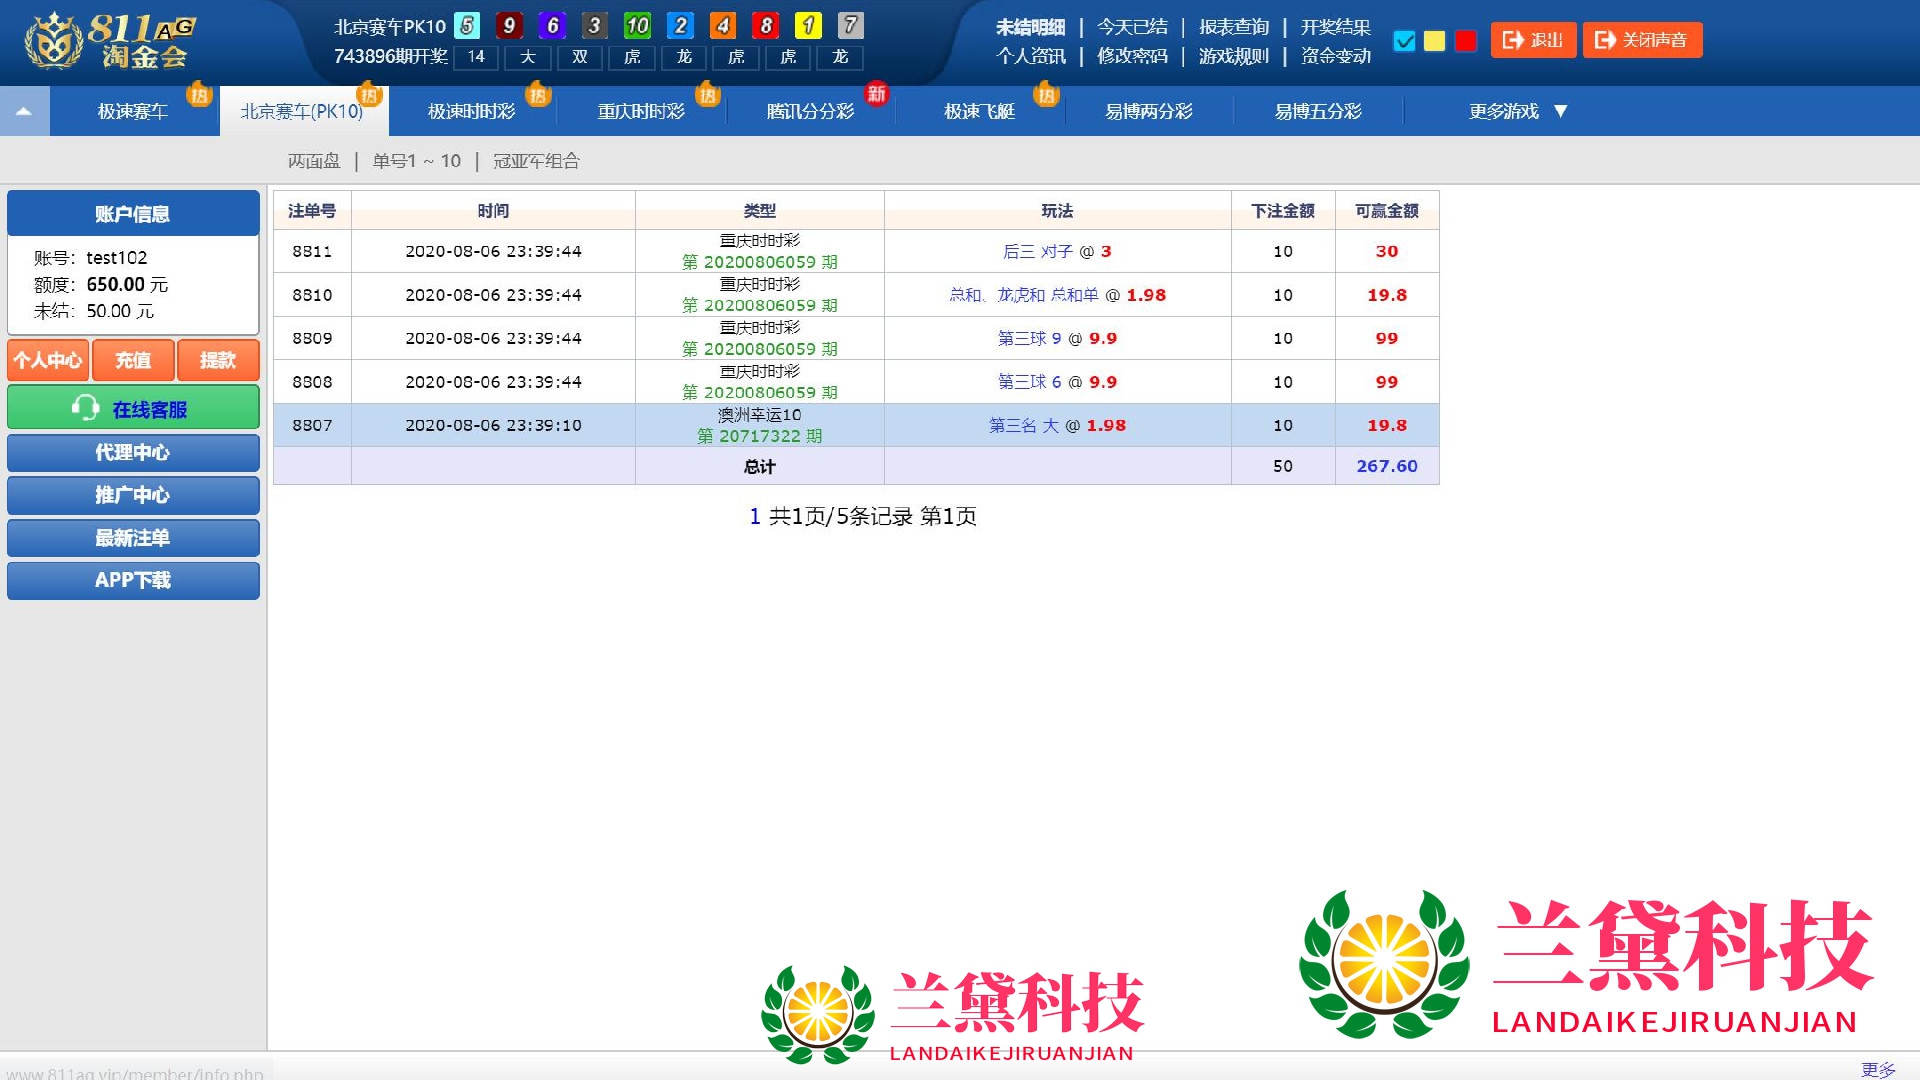 811AG
淘金会
北京赛车PK10 5 9 6 3 10 2 4 8 1 7
743896期开奖 14 大 双 虎 龙 虎 虎 龙
未结明细 | 今天已结 | 报表查询 | 开奖结果
个人资讯 | 修改密码 | 游戏规则 | 资金变动
退出 关闭声音
极速赛车 热 北京赛车(PK10) 热 极速时时彩 热 重庆时时彩 热 腾讯分分彩 新 极速飞艇 热 易博两分彩 易博五分彩 更多游戏 ▼
两面盘 | 单号1 ~ 10 | 冠亚军组合
账户信息
账号：test102
额度：650.00 元
未结：50.00 元
个人中心 充值 提款
在线客服
代理中心
推广中心
最新注单
APP下载
注单号 时间 类型 玩法 下注金额 可赢金额
8811 2020-08-06 23:39:44 重庆时时彩 第 20200806059 期 后三 对子 @ 3 10 30
8810 2020-08-06 23:39:44 重庆时时彩 第 20200806059 期 总和、龙虎和 总和单 @ 1.98 10 19.8
8809 2020-08-06 23:39:44 重庆时时彩 第 20200806059 期 第三球 9 @ 9.9 10 99
8808 2020-08-06 23:39:44 重庆时时彩 第 20200806059 期 第三球 6 @ 9.9 10 99
8807 2020-08-06 23:39:10 澳洲幸运10 第 20717322 期 第三名 大 @ 1.98 10 19.8
总计 50 267.60
1 共1页/5条记录 第1页
兰黛科技
LANDAIKEJIRUANJIAN
兰黛科技
LANDAIKEJIRUANJIAN
www.811ag.vip/member/info.php
更多